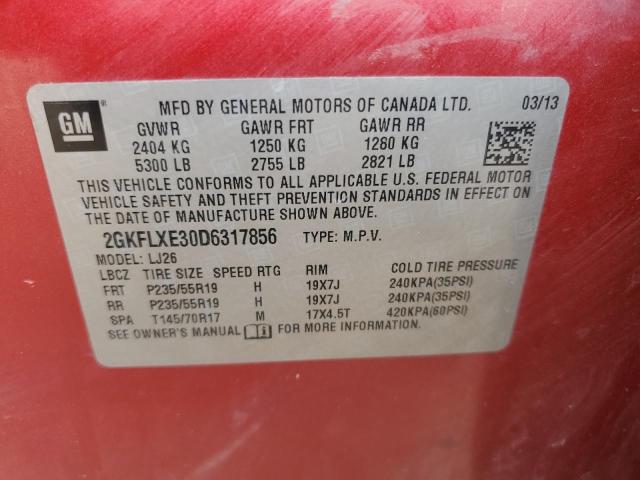 GM
MFD BY GENERAL MOTORS OF CANADA LTD. 03/13
GVWR GAWR FRT GAWR RR
2404 KG 1250 KG 1280 KG
5300 LB 2755 LB 2821 LB
THIS VEHICLE CONFORMS TO ALL APPLICABLE U.S. FEDERAL MOTOR
VEHICLE SAFETY AND THEFT PREVENTION STANDARDS IN EFFECT ON
THE DATE OF MANUFACTURE SHOWN ABOVE.
2GKFLXE30D6317856 TYPE: M.P.V.
MODEL: LJ26
LBCZ TIRE SIZE SPEED RTG RIM COLD TIRE PRESSURE
FRT P235/55R19 H 19X7J 240KPA(35PSI)
RR P235/55R19 H 19X7J 240KPA(35PSI)
SPA T145/70R17 M 17X4.5T 420KPA(60PSI)
SEE OWNER'S MANUAL FOR MORE INFORMATION.